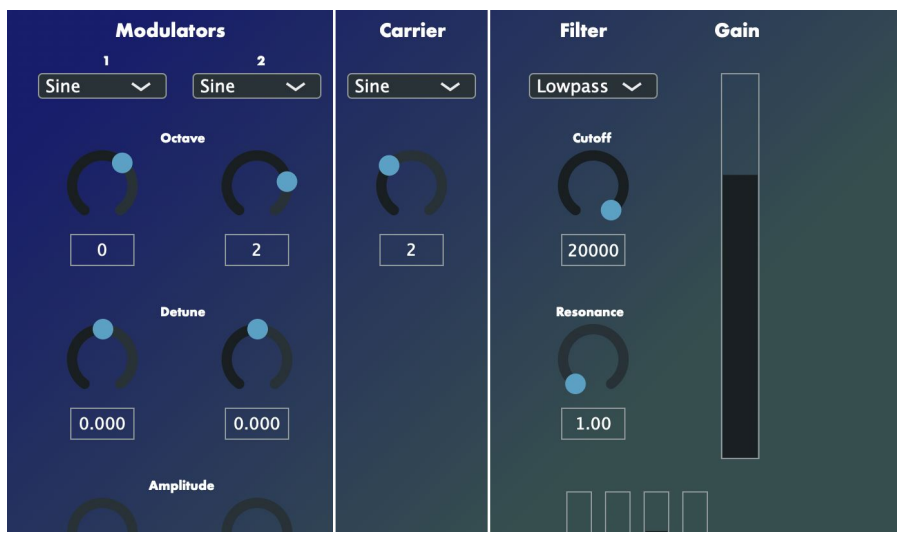 Modulators Carrier Filter Gain
1 2
Sine Sine Sine Lowpass
Octave Cutoff
0 2 2 20000
Detune Resonance
0.000 0.000 1.00
Amplitude